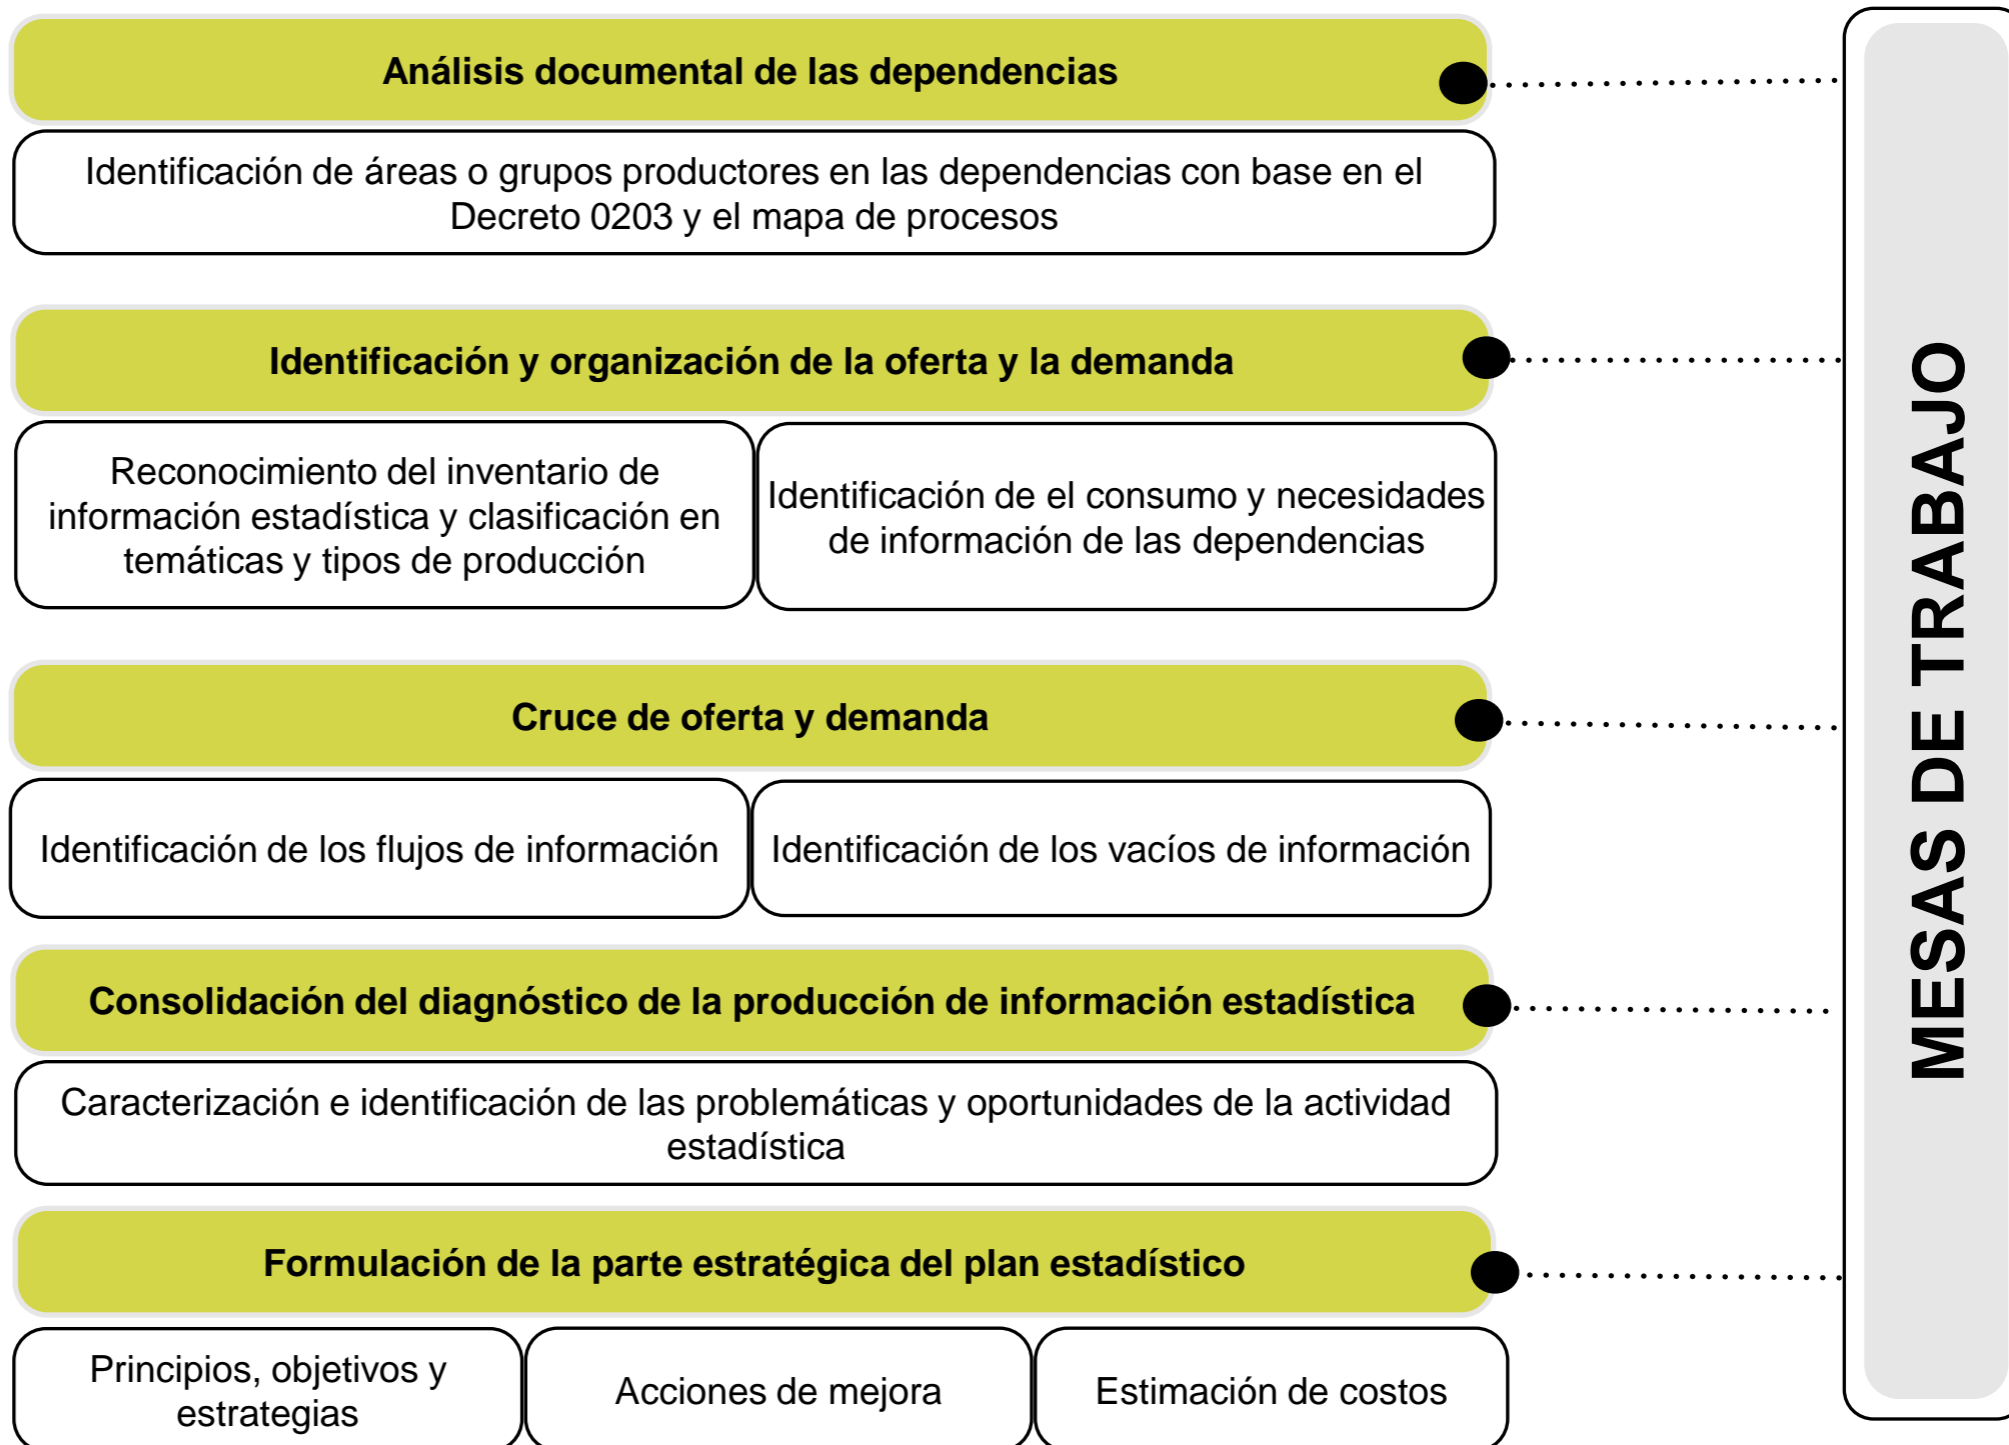 Análisis documental de las dependencias
Identificación de áreas o grupos productores en las dependencias con base en el
Decreto 0203 y el mapa de procesos
Identificación y organización de la oferta y la demanda
Reconocimiento del inventario de
información estadística y clasificación en
temáticas y tipos de producción
Identificación de el consumo y necesidades
de información de las dependencias
Cruce de oferta y demanda
Identificación de los flujos de información
Identificación de los vacíos de información
Consolidación del diagnóstico de la producción de información estadística
Caracterización e identificación de las problemáticas y oportunidades de la actividad
estadística
Formulación de la parte estratégica del plan estadístico
Principios, objetivos y
estrategias
Acciones de mejora
Estimación de costos
MESAS DE TRABAJO